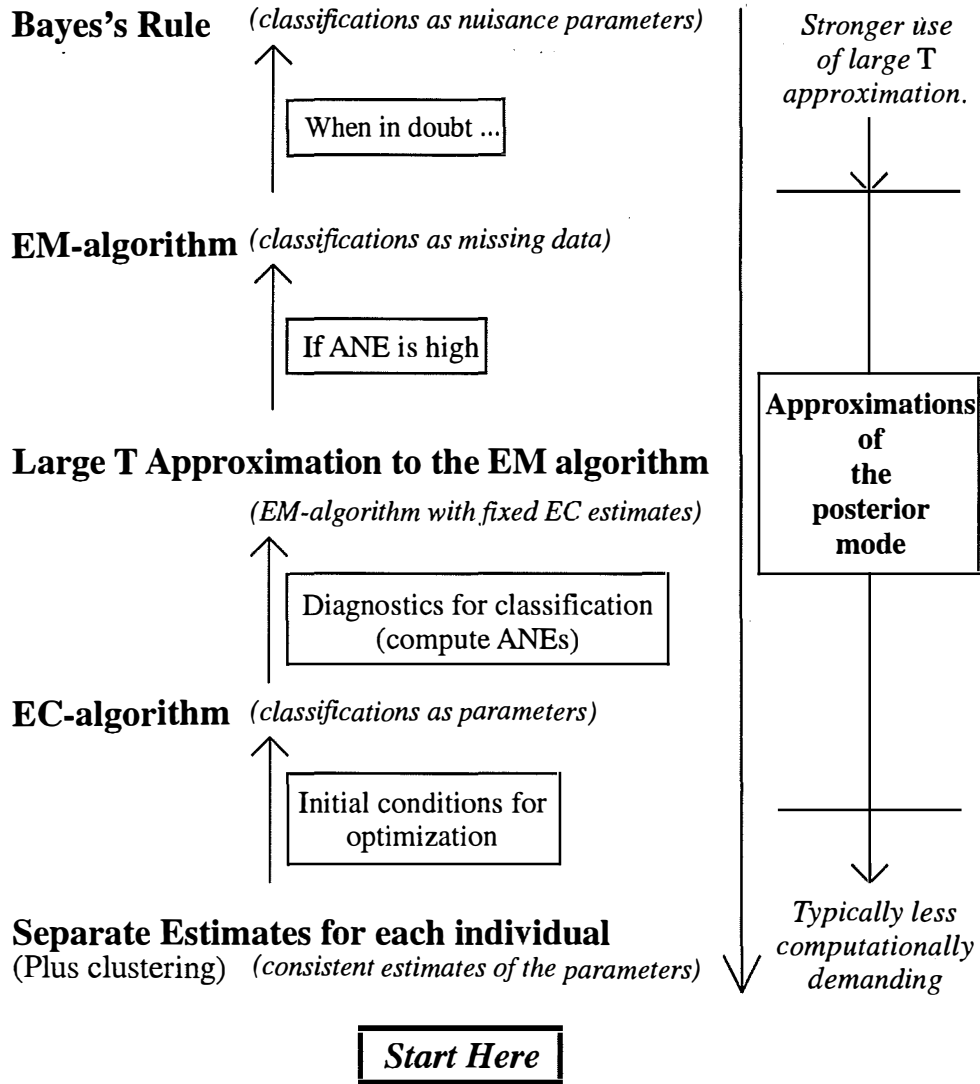 Bayes's Rule (classifications as nuisance parameters)
Stronger use
of large T
approximation.
When in doubt ...
EM-algorithm (classifications as missing data)
If ANE is high
Approximations
of
the
posterior
mode
Large T Approximation to the EM algorithm
(EM-algorithm with fixed EC estimates)
Diagnostics for classification
(compute ANEs)
EC-algorithm (classifications as parameters)
Initial conditions for
optimization
Separate Estimates for each individual
(Plus clustering) (consistent estimates of the parameters)
Typically less
computationally
demanding
Start Here